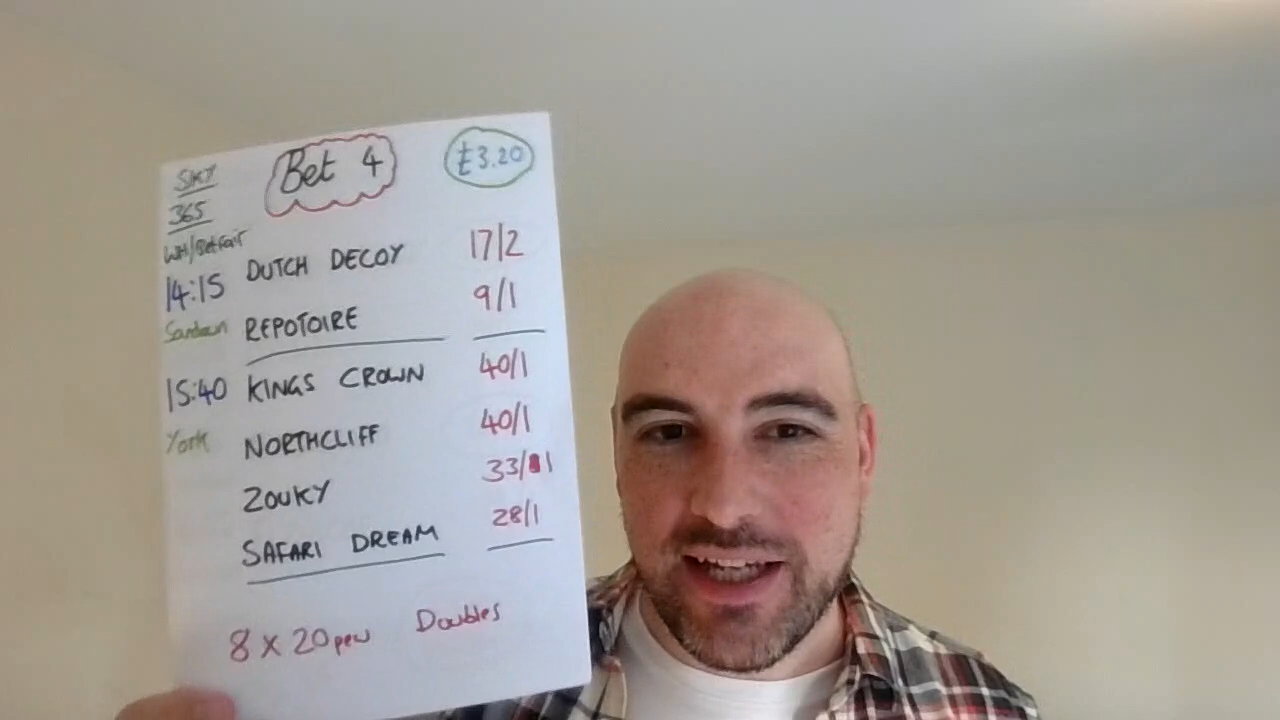 SKY
365
WH/Betfair
Bet 4
£3.20
14:15 DUTCH DECOY 17/2
Sandown REPOTOIRE 9/1
15:40 KINGS CROWN 40/1
York NORTHCLIFF 40/1
ZOUKY 33/1
SAFARI DREAM 28/1
8 x 20pew Doubles